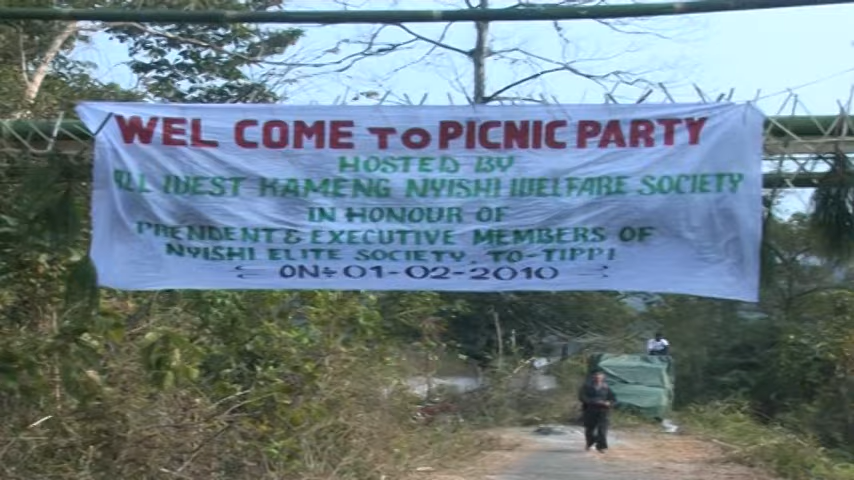 WEL COME TO PICNIC PARTY
HOSTED BY
ALL WEST KAMENG NYISHI WELFARE SOCIETY
IN HONOUR OF
PRENDENT & EXECUTIVE MEMBERS OF
NYISHI ELITE SOCIETY, TO-TIPPI
ON÷01-02-2010